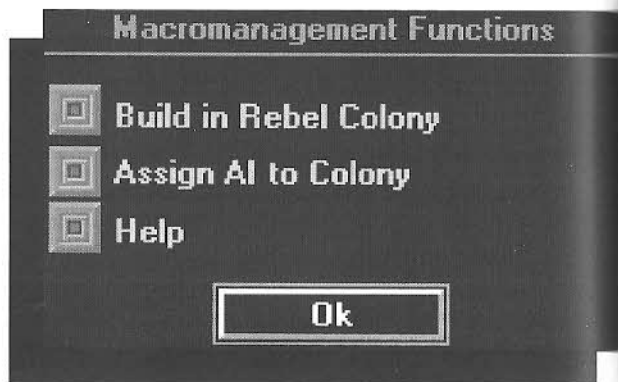 Macromanagement Functions
Build in Rebel Colony
Assign AI to Colony
Help
Ok